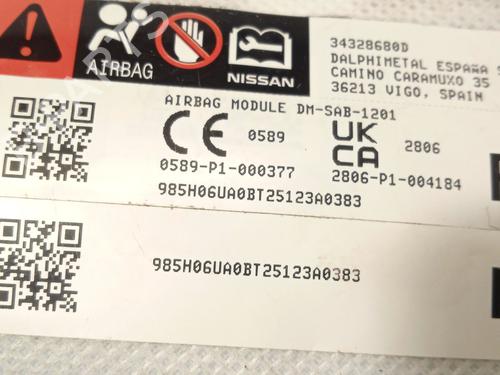 AIRBAG
NISSAN
34328680D
DALPHIMETAL ESPAÑA
CAMINO CARAMUXO 35
36213 VIGO, SPAIN
AIRBAG MODULE DM-SAB-1201
CE 0589
UK CA 2806
0589-P1-000377
2806-P1-004184
985H06UA0BT25123A0383
985H06UA0BT25123A0383